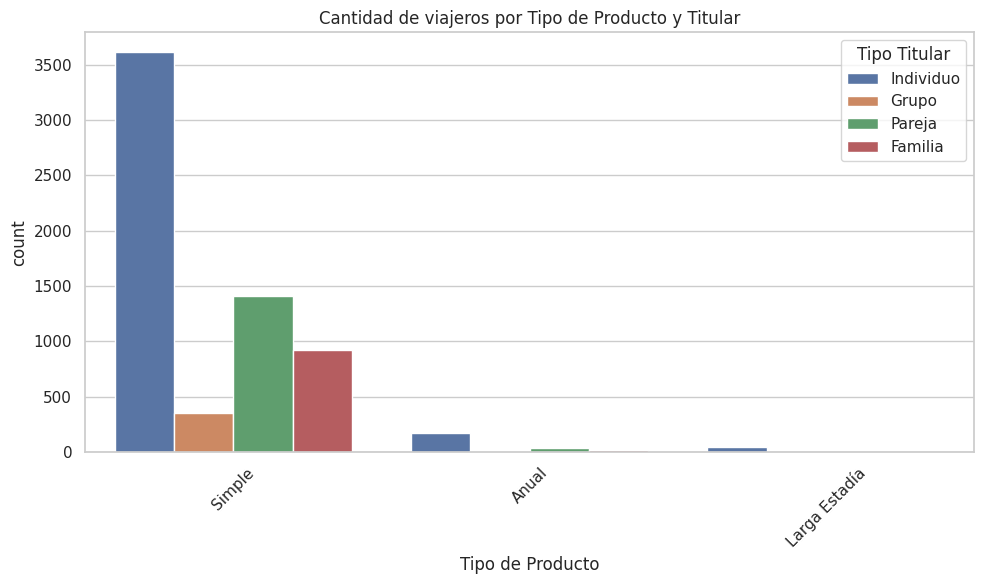 Cantidad de viajeros por Tipo de Producto y Titular
Tipo Titular
Individuo
Grupo
Pareja
Familia
count
3500
3000
2500
2000
1500
1000
500
0
Simple
Anual
Larga Estadía
Tipo de Producto